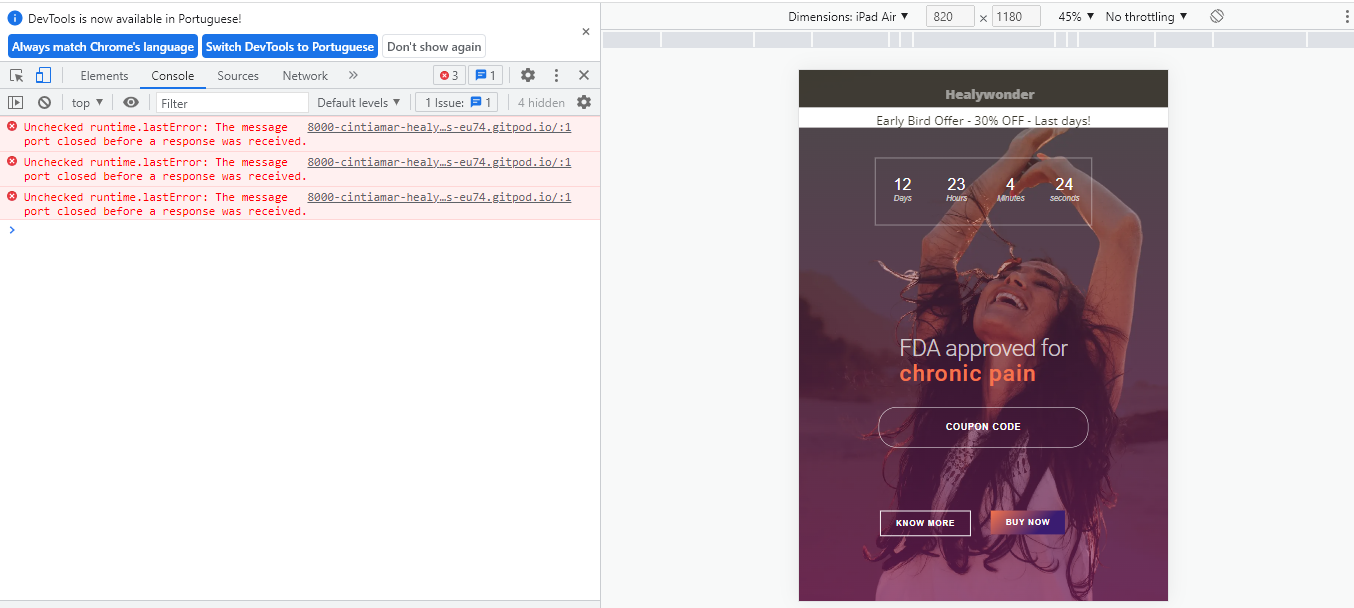 DevTools is now available in Portuguese!
Always match Chrome's language Switch DevTools to Portuguese Don't show again
Elements Console Sources Network » 3 1
top Filter Default levels 1 Issue: 1 4 hidden
Unchecked runtime.lastError: The message 8000-cintiamar-healy…s-eu74.gitpod.io/:1
port closed before a response was received.
Unchecked runtime.lastError: The message 8000-cintiamar-healy…s-eu74.gitpod.io/:1
port closed before a response was received.
Unchecked runtime.lastError: The message 8000-cintiamar-healy…s-eu74.gitpod.io/:1
port closed before a response was received.
Dimensions: iPad Air 820 × 1180 45% No throttling
Healywonder
Early Bird Offer - 30% OFF - Last days!
12 23 4 24
Days Hours Minutes seconds
FDA approved for
chronic pain
COUPON CODE
KNOW MORE BUY NOW